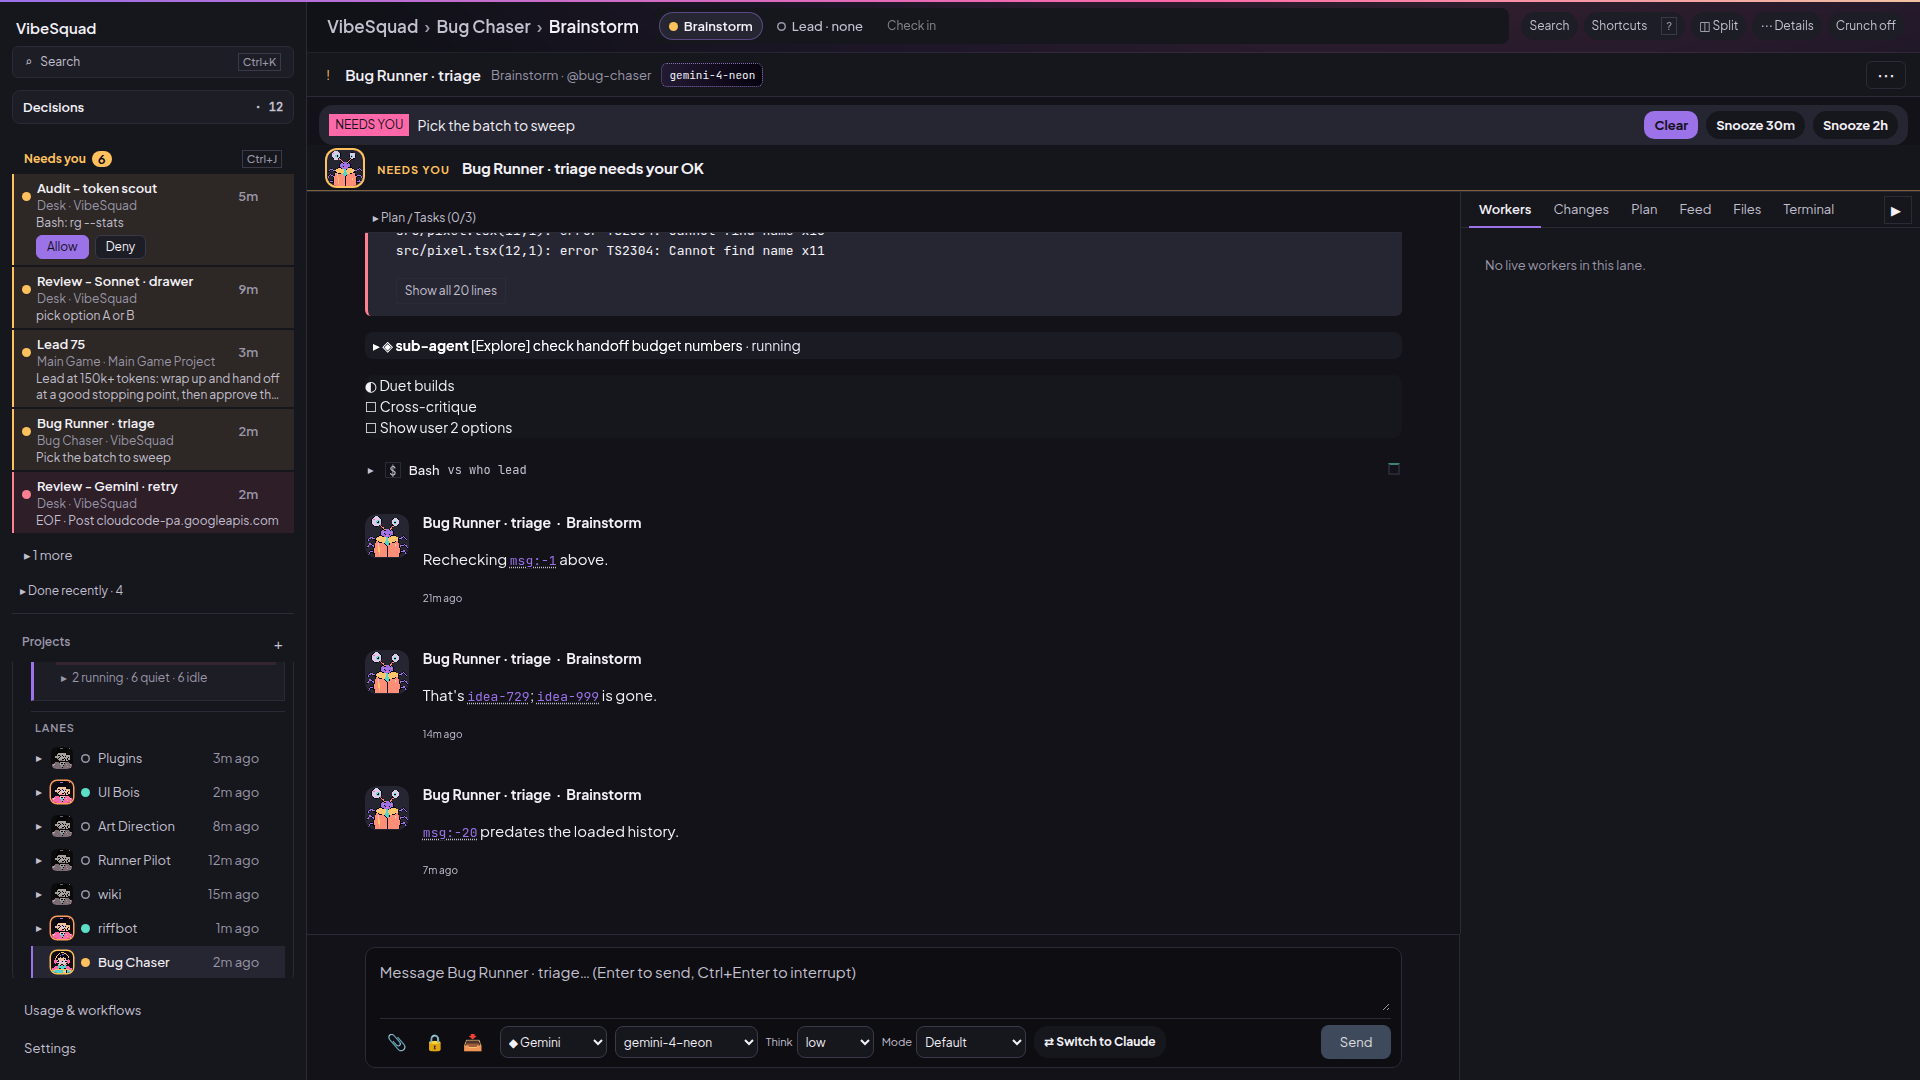 VibeSquad
Search Ctrl+K
Decisions · 12
Needs you 6 Ctrl+J
Audit – token scout 5m
Desk · VibeSquad
Bash: rg --stats
Allow Deny
Review – Sonnet · drawer 9m
Desk · VibeSquad
pick option A or B
Lead 75 3m
Main Game · Main Game Project
Lead at 150k+ tokens: wrap up and hand off
at a good stopping point, then approve th…
Bug Runner · triage 2m
Bug Chaser · VibeSquad
Pick the batch to sweep
Review – Gemini · retry 2m
Desk · VibeSquad
EOF · Post cloudcode-pa.googleapis.com
▸ 1 more
▸ Done recently · 4
Projects +
▸ 2 running · 6 quiet · 6 idle
LANES
▸ Plugins 3m ago
▸ UI Bois 2m ago
▸ Art Direction 8m ago
▸ Runner Pilot 12m ago
▸ wiki 15m ago
▸ riffbot 1m ago
Bug Chaser 2m ago
Usage & workflows
Settings
VibeSquad › Bug Chaser › Brainstorm Brainstorm Lead · none Check in Search Shortcuts ? Split ⋯ Details Crunch off
! Bug Runner · triage Brainstorm · @bug-chaser gemini-4-neon ⋯
NEEDS YOU Pick the batch to sweep Clear Snooze 30m Snooze 2h
NEEDS YOU Bug Runner · triage needs your OK
▸ Plan / Tasks (0/3)
src/pixel.tsx(12,1): error TS2304: Cannot find name x11
Show all 20 lines
▸ ◈ sub-agent [Explore] check handoff budget numbers · running
◐ Duet builds
☐ Cross-critique
☐ Show user 2 options
▸ $ Bash vs who lead
Bug Runner · triage · Brainstorm
Rechecking msg:-1 above.
21m ago
Bug Runner · triage · Brainstorm
That's idea-729; idea-999 is gone.
14m ago
Bug Runner · triage · Brainstorm
msg:-20 predates the loaded history.
7m ago
Message Bug Runner · triage… (Enter to send, Ctrl+Enter to interrupt)
◆ Gemini gemini-4-neon Think low Mode Default ⇄ Switch to Claude Send
Workers Changes Plan Feed Files Terminal ▶
No live workers in this lane.